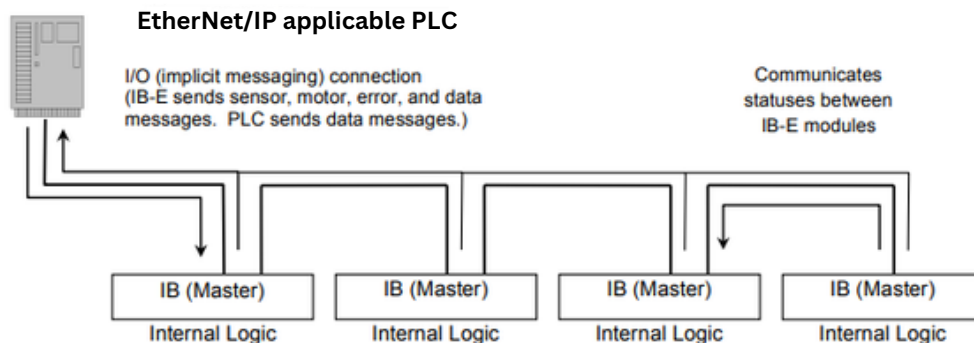 EtherNet/IP applicable PLC
I/O (implicit messaging) connection
(IB-E sends sensor, motor, error, and data
messages. PLC sends data messages.)
Communicates
statuses between
IB-E modules
IB (Master)
IB (Master)
IB (Master)
IB (Master)
Internal Logic
Internal Logic
Internal Logic
Internal Logic